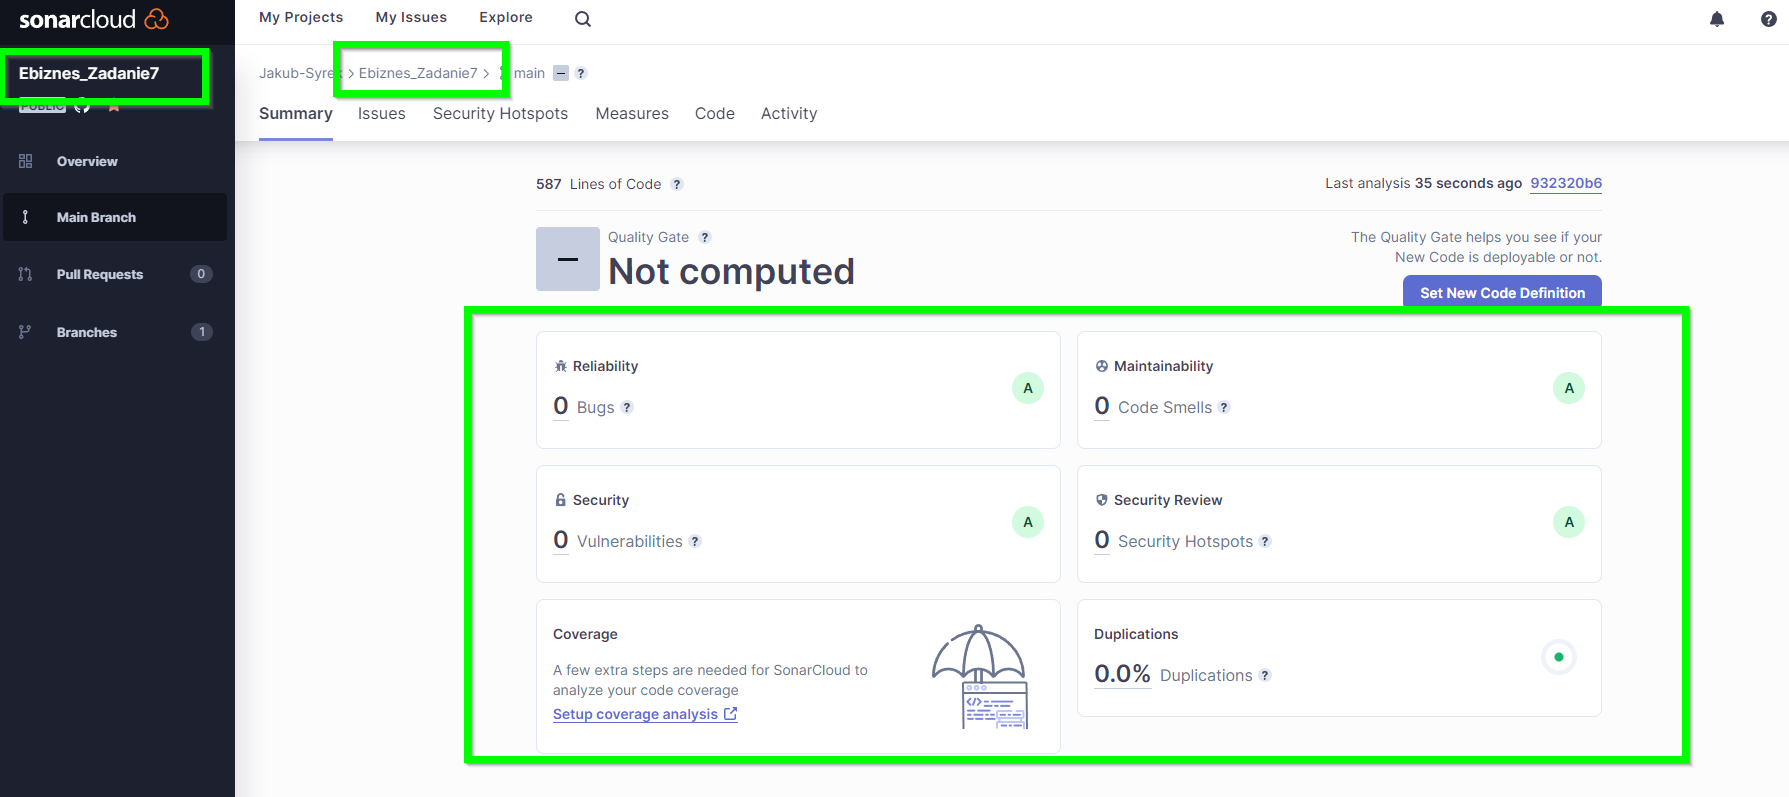 sonarcloud
My Projects My Issues Explore
Ebiznes_Zadanie7
PUBLIC
Overview
Main Branch
Pull Requests 0
Branches 1
Ebiznes_Zadanie7 > main – ?
Summary Issues Security Hotspots Measures Code Activity
587 Lines of Code ?
Last analysis 35 seconds ago 932320b6
Quality Gate ?
Not computed
The Quality Gate helps you see if your
New Code is deployable or not.
Set New Code Definition
Reliability
0 Bugs ?
A
Maintainability
0 Code Smells ?
A
Security
0 Vulnerabilities ?
A
Security Review
0 Security Hotspots ?
A
Coverage
A few extra steps are needed for SonarCloud to
analyze your code coverage
Setup coverage analysis
Duplications
0.0% Duplications ?